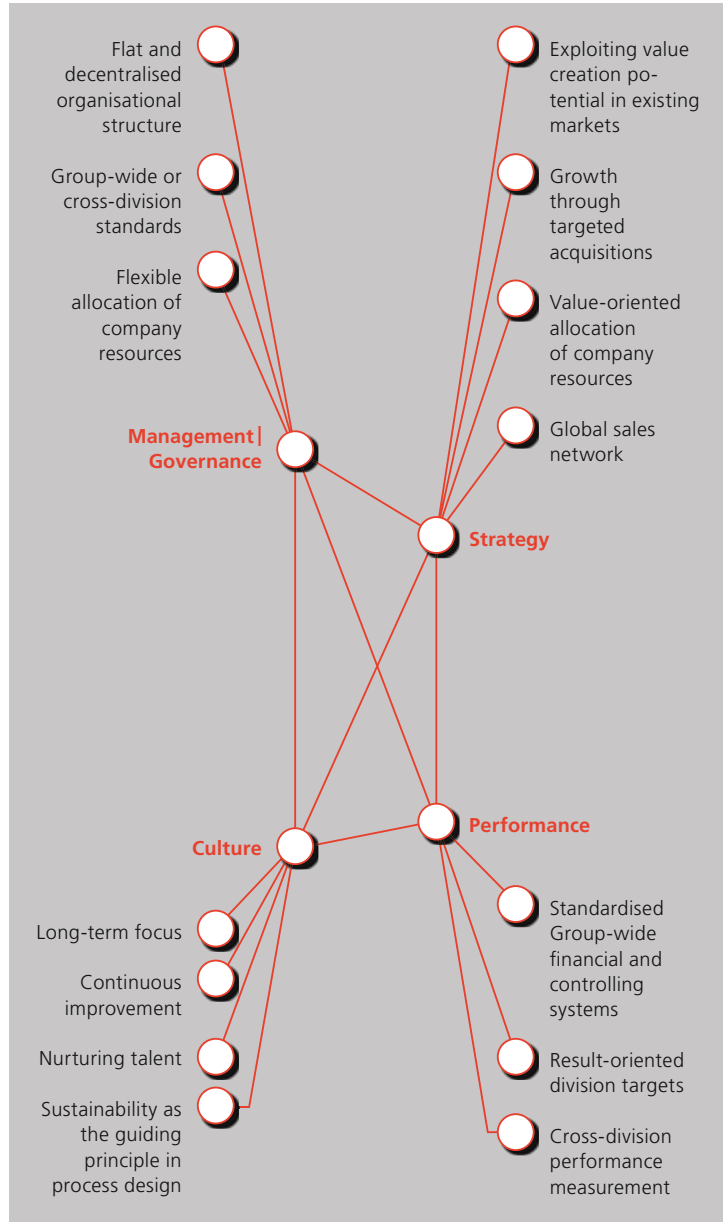 Flat and
decentralised
organisational
structure
Group-wide or
cross-division
standards
Flexible
allocation of
company
resources
Management|
Governance
Exploiting value
creation po-
tential in existing
markets
Growth
through
targeted
acquisitions
Value-oriented
allocation
of company
resources
Global sales
network
Strategy
Culture
Long-term focus
Continuous
improvement
Nurturing talent
Sustainability as
the guiding
principle in
process design
Performance
Standardised
Group-wide
financial and
controlling
systems
Result-oriented
division targets
Cross-division
performance
measurement